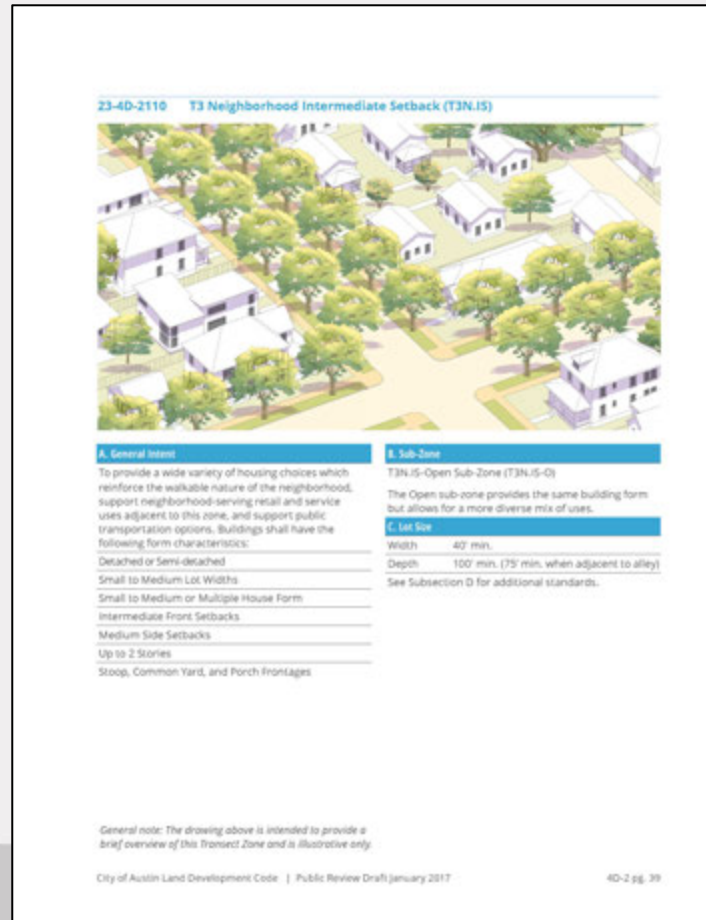 23-4D-2110 T3 Neighborhood Intermediate Setback (T3N.IS)
A. General Intent
To provide a wide variety of housing choices which
reinforce the walkable nature of the neighborhood,
support neighborhood-serving retail and service
uses adjacent to this zone, and support public
transportation options. Buildings shall have the
following form characteristics:
Detached or Semi-detached
Small to Medium Lot Widths
Small to Medium or Multiple House Form
Intermediate Front Setbacks
Medium Side Setbacks
Up to 2 Stories
Stoop, Common Yard, and Porch Frontages
B. Sub-Zone
T3N.IS-Open Sub-Zone (T3N.IS-O)
The Open sub-zone provides the same building form
but allows for a more diverse mix of uses.
C. Lot Size
Width 40' min.
Depth 100' min. (75' min. when adjacent to alley)
See Subsection D for additional standards.
General note: The drawing above is intended to provide a
brief overview of this Transect Zone and is illustrative only.
City of Austin Land Development Code | Public Review Draft January 2017 4D-2 pg. 39